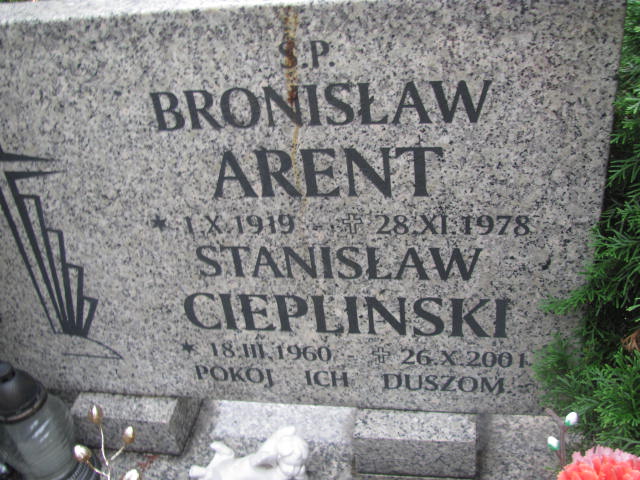 Ś.P.
BRONISŁAW
ARENT
* 1.X.1919 - ✝ 28.XI.1978
STANISŁAW
CIEPLIŃSKI
* 18.III.1960 - ✝ 26.X.2001
POKÓJ ICH DUSZOM